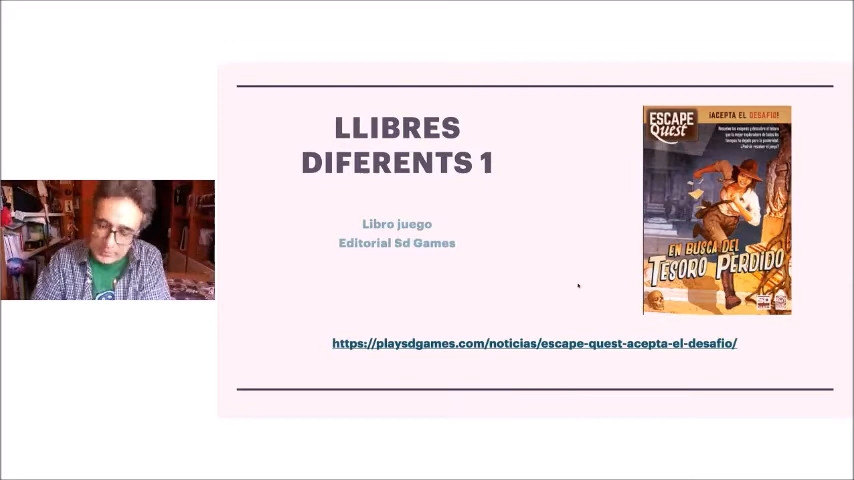 LLIBRES
DIFERENTS 1
Libro juego
Editorial Sd Games
ESCAPE
Quest
¡ACEPTA EL DESAFÍO!
EN BUSCA DEL
TESORO PERDIDO
SD
https://playsdgames.com/noticias/escape-quest-acepta-el-desafio/